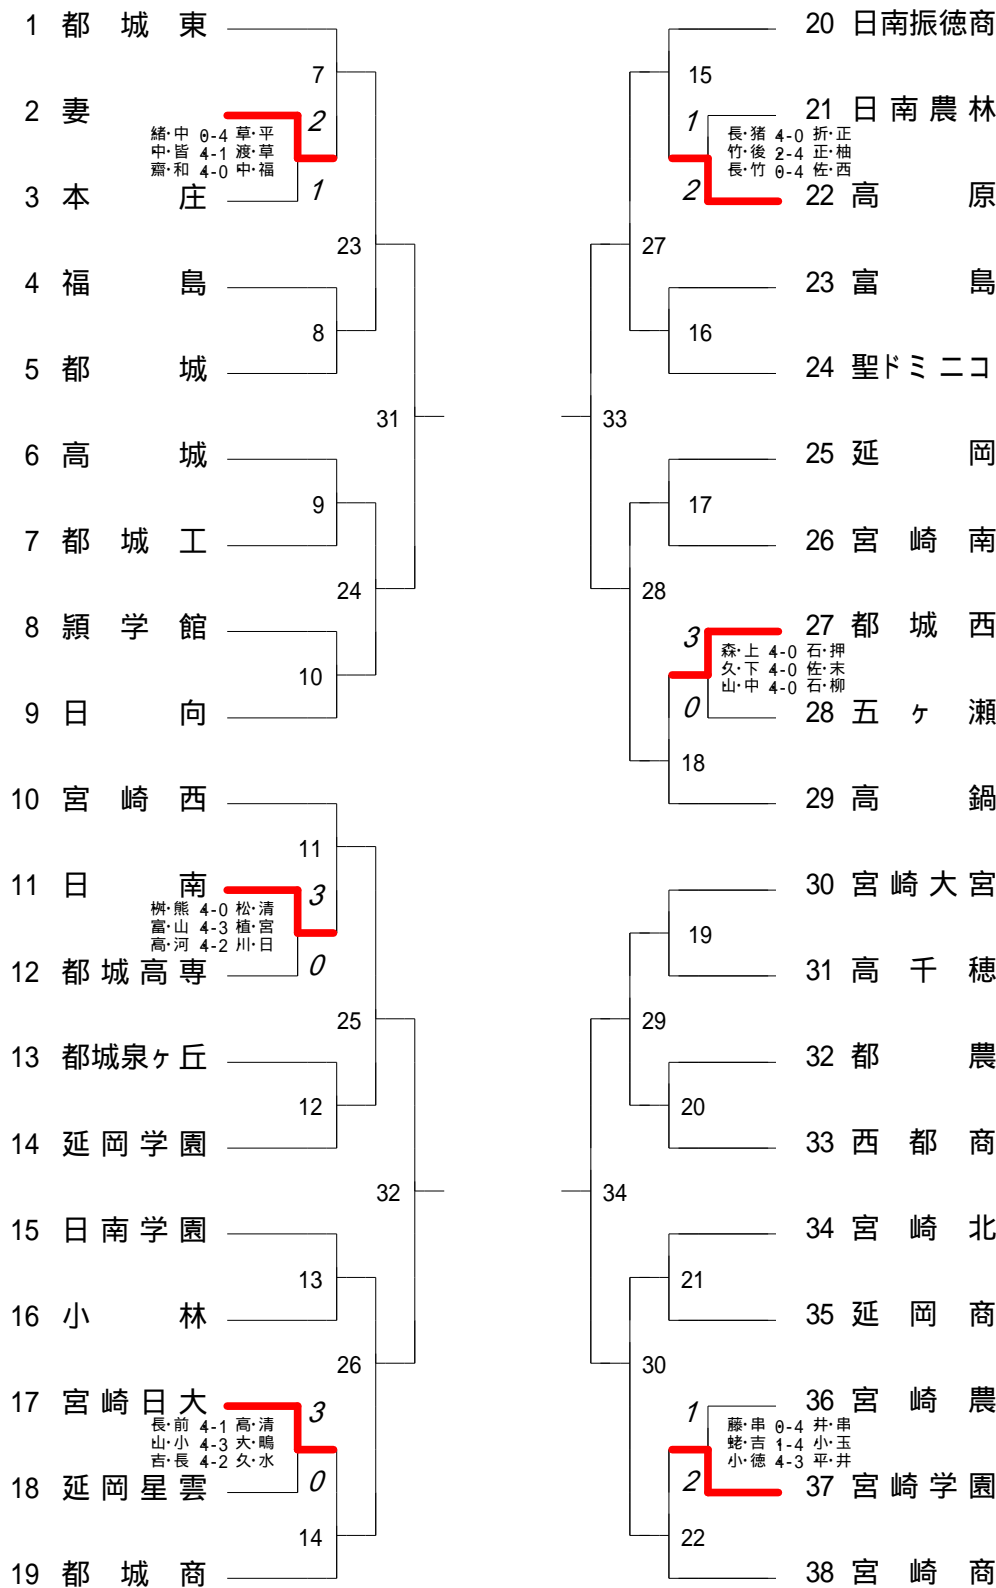 1 都城東
7
2 妻
2
緒・中 0-4 草・平
中・皆 4-1 渡・草
齋・和 4-0 中・福
3 本庄
1
23
4 福島
8
5 都城
31
6 高城
9
7 都城工
24
8 頴学館
10
9 日向
10 宮崎西
11
11 日南
3
桝・熊 4-0 松・清
富・山 4-3 植・宮
高・河 4-2 川・日
12 都城高専
0
25
13 都城泉ヶ丘
12
14 延岡学園
32
15 日南学園
13
16 小林
26
17 宮崎日大
3
長・前 4-1 高・清
山・小 4-3 大・鴫
吉・長 4-2 久・水
18 延岡星雲
0
14
19 都城商
20 日南振徳商
15
21 日南農林
1
長・猪 4-0 折・正
竹・後 2-4 正・柚
長・竹 0-4 佐・西
22 高原
2
27
23 富島
16
24 聖ドミニコ
33
25 延岡
17
26 宮崎南
28
27 都城西
3
森・上 4-0 石・押
久・下 4-0 佐・末
山・中 4-0 石・柳
0
28 五ヶ瀬
18
29 高鍋
30 宮崎大宮
19
31 高千穂
29
32 都農
20
33 西都商
34
34 宮崎北
21
35 延岡商
30
36 宮崎農
1
藤・串 0-4 井・串
蛯・吉 1-4 小・玉
小・徳 4-3 平・井
2
37 宮崎学園
22
38 宮崎商